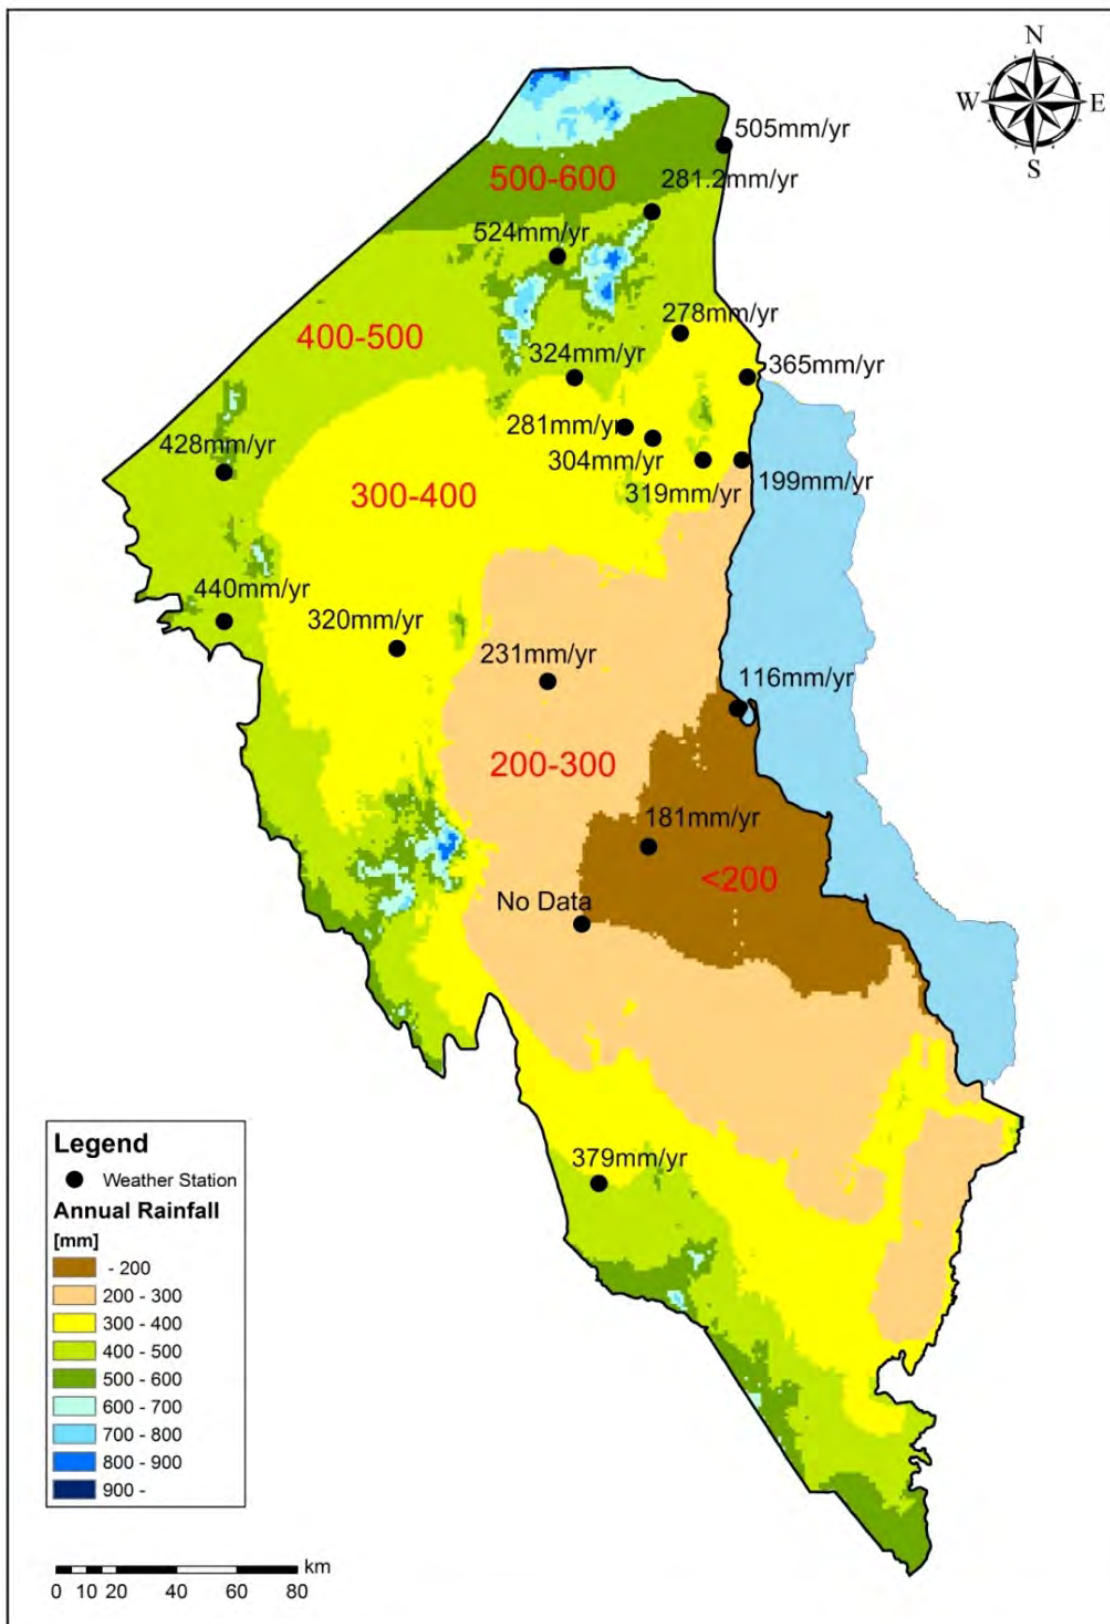 N
W E
S
505mm/yr
500-600
281.2mm/yr
524mm/yr
278mm/yr
400-500
324mm/yr
365mm/yr
281mm/yr
428mm/yr
304mm/yr
300-400
319mm/yr
199mm/yr
440mm/yr
320mm/yr
231mm/yr
116mm/yr
200-300
181mm/yr
<200
No Data
379mm/yr
Legend
Weather Station
Annual Rainfall
[mm]
- 200
200 - 300
300 - 400
400 - 500
500 - 600
600 - 700
700 - 800
800 - 900
900 -
km
0 10 20 40 60 80